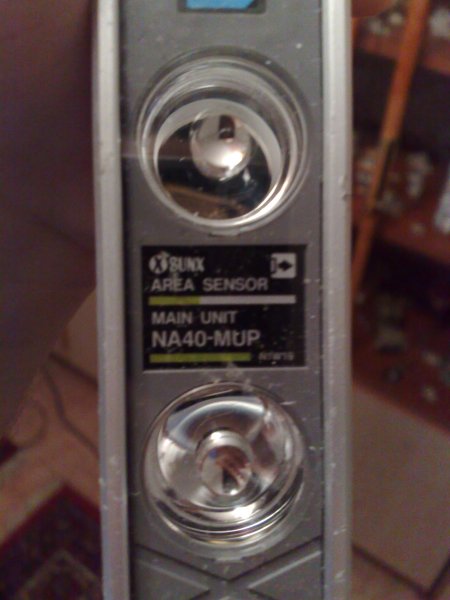 SUNX
AREA SENSOR
MAIN UNIT
NA40-MUP